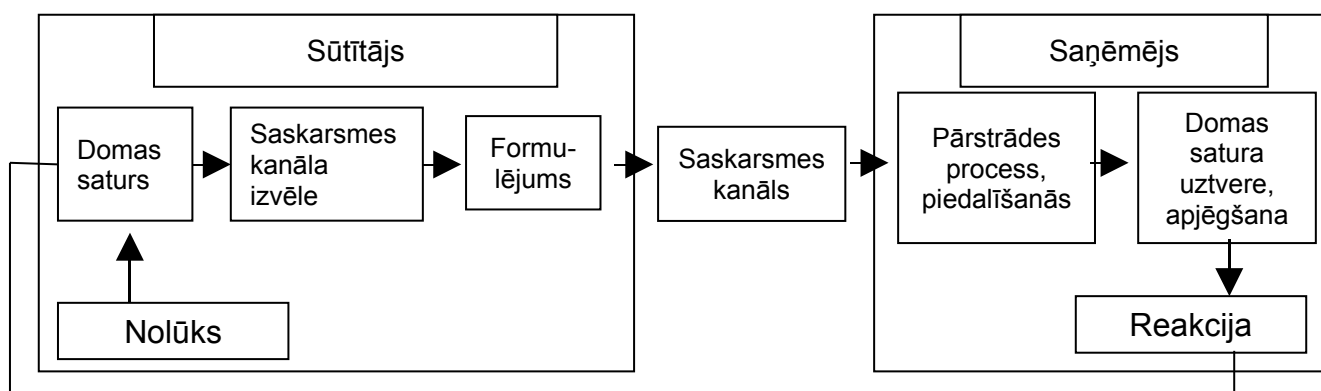 Sūtītājs
Saņēmējs
Domas
saturs
Saskarsmes
kanāla
izvēle
Formu-
lējums
Saskarsmes
kanāls
Pārstrādes
process,
piedalīšanās
Domas
satura
uztvere,
apjēgšana
Nolūks
Reakcija